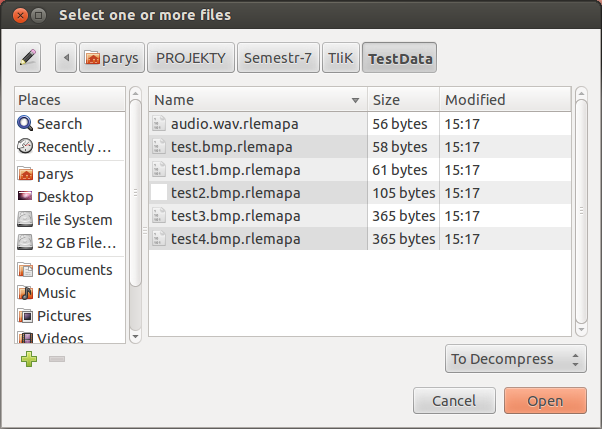 Select one or more files
parys PROJEKTY Semestr-7 TIiK TestData
Places
Search
Recently ...
parys
Desktop
File System
32 GB File...
Documents
Music
Pictures
Videos
Name Size Modified
audio.wav.rlemapa 56 bytes 15:17
test.bmp.rlemapa 58 bytes 15:17
test1.bmp.rlemapa 61 bytes 15:17
test2.bmp.rlemapa 105 bytes 15:17
test3.bmp.rlemapa 365 bytes 15:17
test4.bmp.rlemapa 365 bytes 15:17
To Decompress
Cancel Open